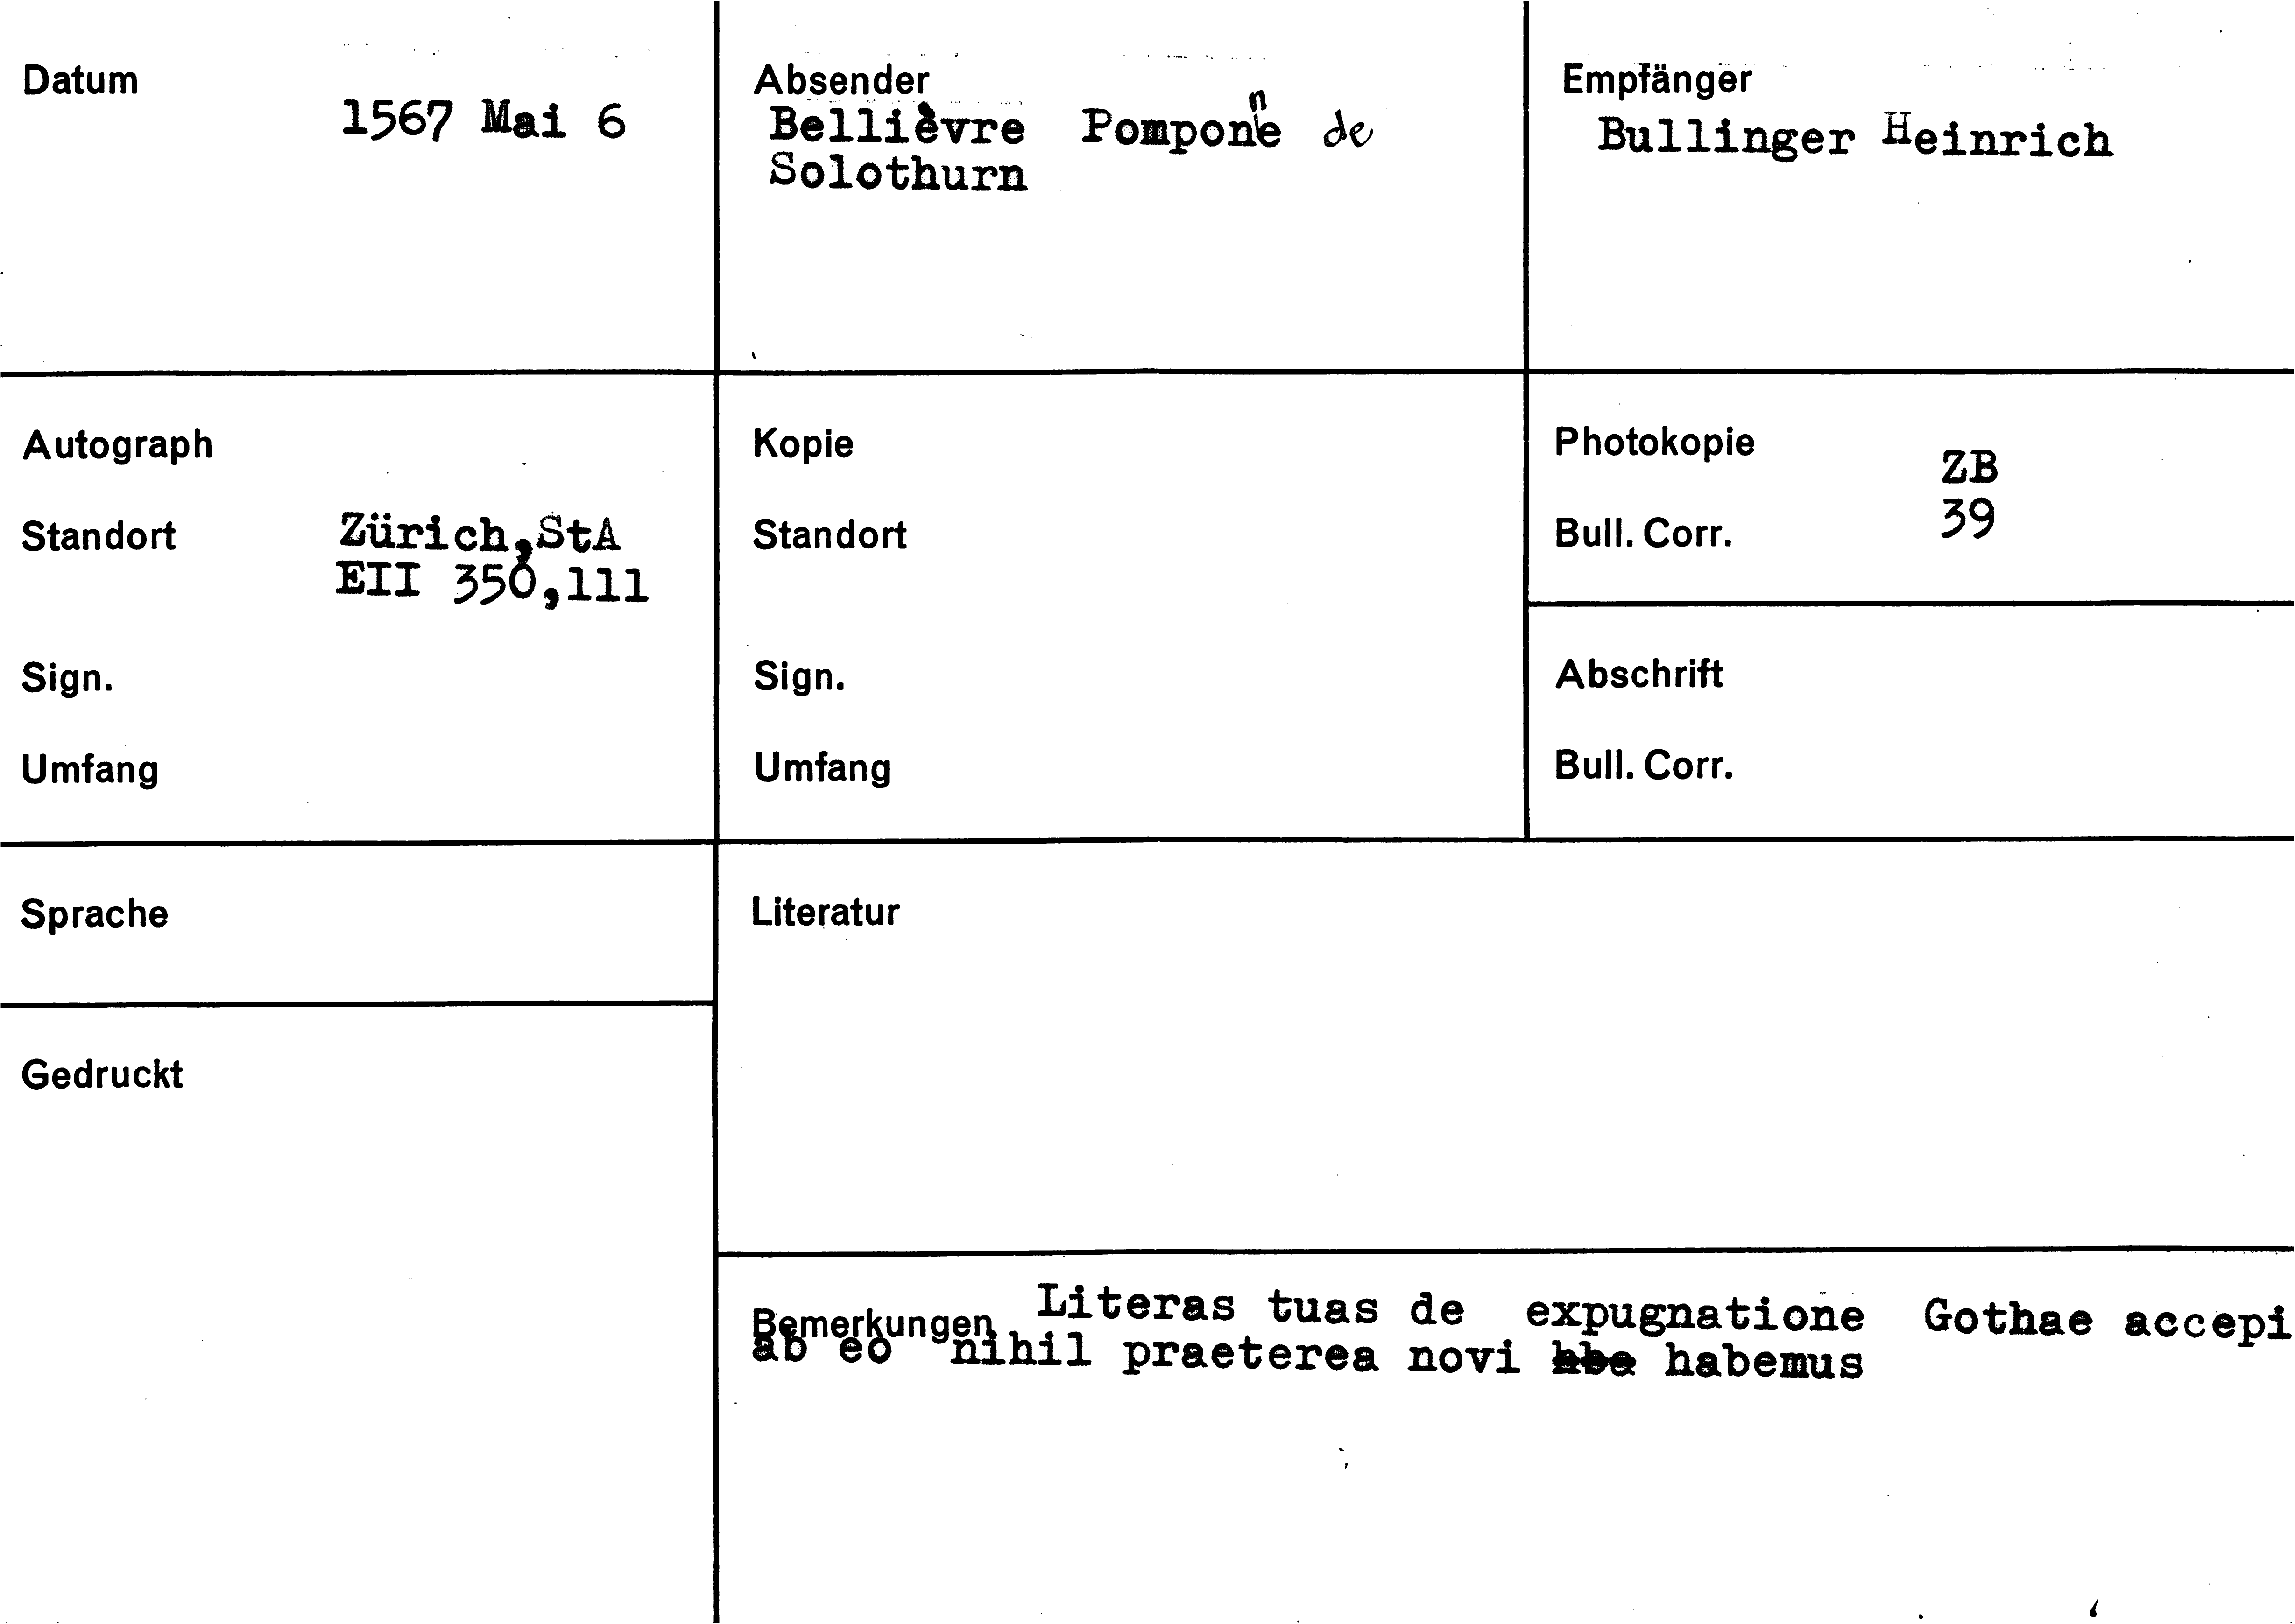 Datum
1567 Mai 6
Absender
Bellièvre Pomponne de
Solothurn
Empfänger
Bullinger Heinrich
Autograph
Standort Zürich,StA
EII 350,111
Sign.
Umfang
Kopie
Standort
Sign.
Umfang
Photokopie ZB
Bull. Corr. 39
Abschrift
Bull. Corr.
Sprache
Gedruckt
Literatur
Bemerkungen Literas tuas de expugnatione Gothae accepi
ab eo nihil praeterea novi hbe habemus